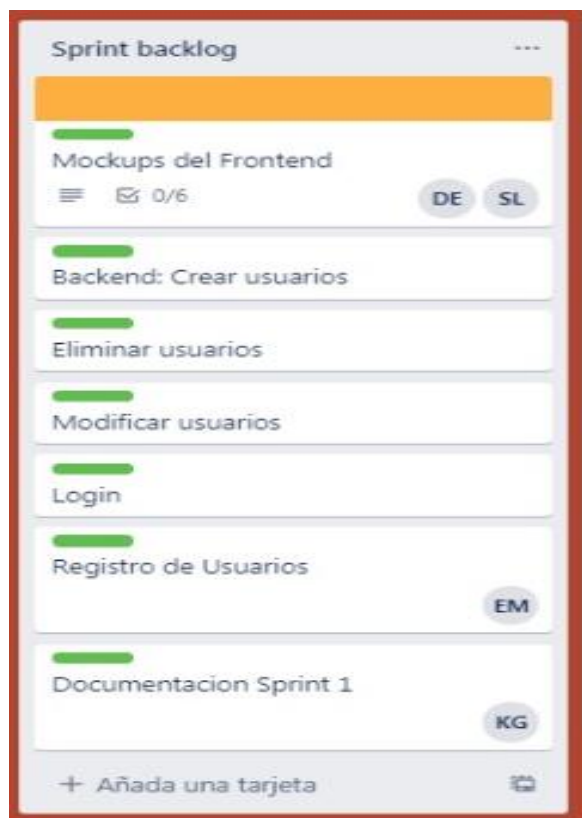 Sprint backlog
Mockups del Frontend
0/6
DE SL
Backend: Crear usuarios
Eliminar usuarios
Modificar usuarios
Login
Registro de Usuarios
EM
Documentacion Sprint 1
KG
+ Añada una tarjeta